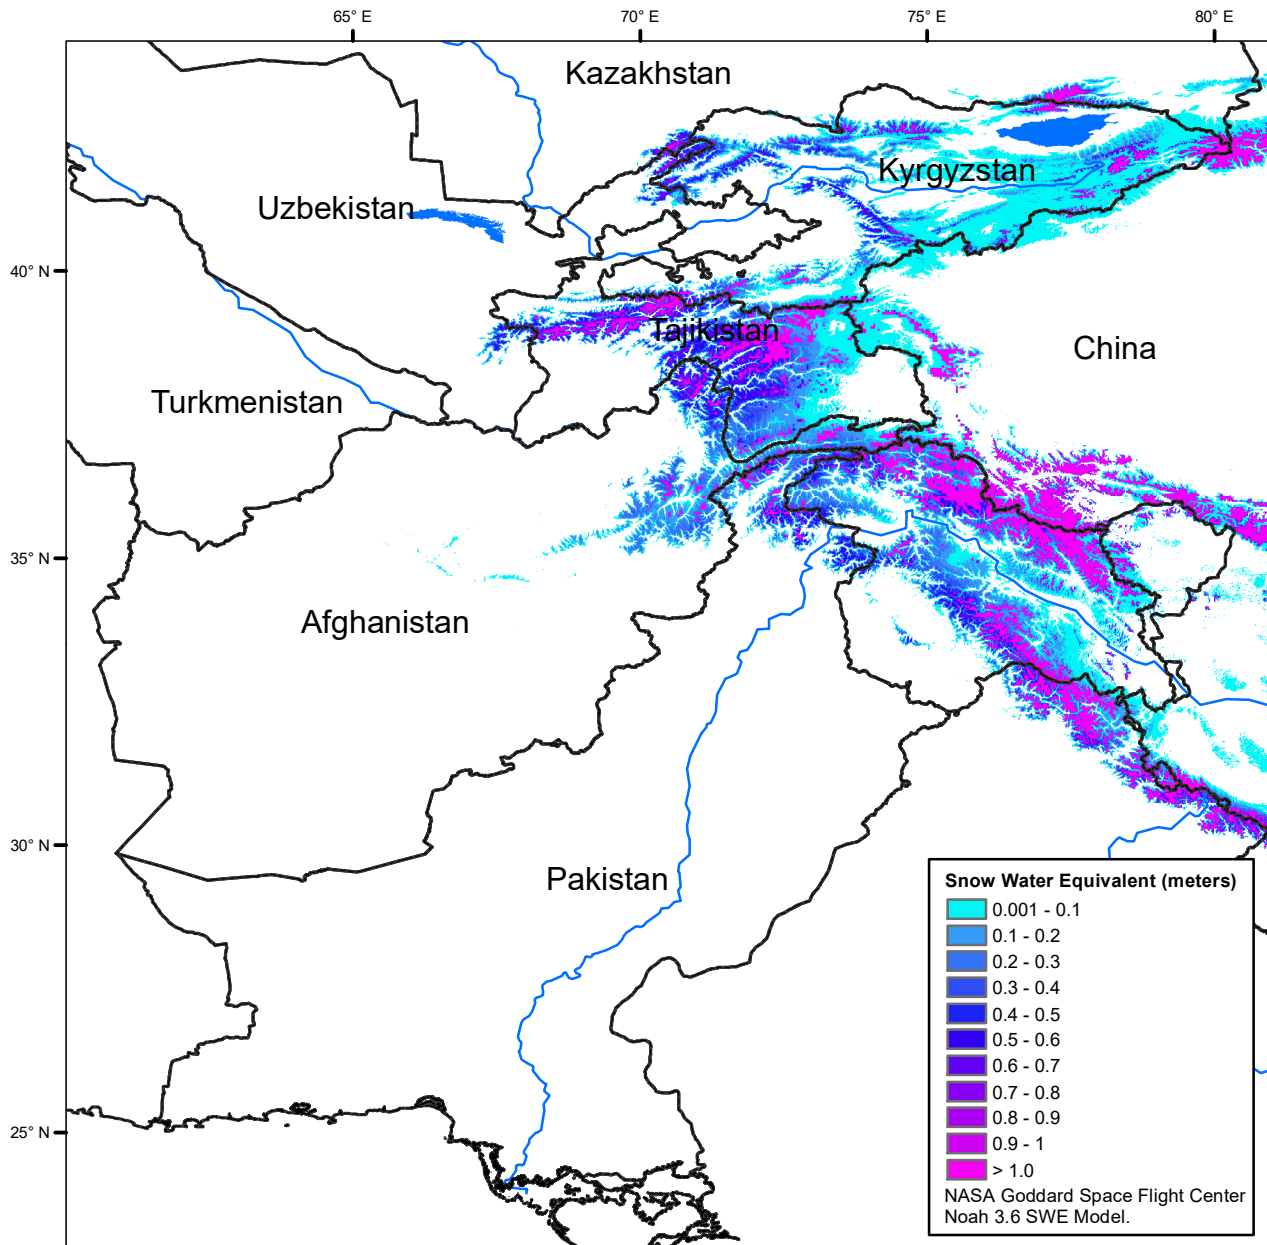 65° E
70° E
75° E
80° E
Kazakhstan
Kyrgyzstan
Uzbekistan
40° N
Tajikistan
China
Turkmenistan
35° N
Afghanistan
30° N
Pakistan
Snow Water Equivalent (meters)
0.001 - 0.1
0.1 - 0.2
0.2 - 0.3
0.3 - 0.4
0.4 - 0.5
0.5 - 0.6
0.6 - 0.7
0.7 - 0.8
0.8 - 0.9
0.9 - 1
> 1.0
NASA Goddard Space Flight Center
Noah 3.6 SWE Model.
25° N